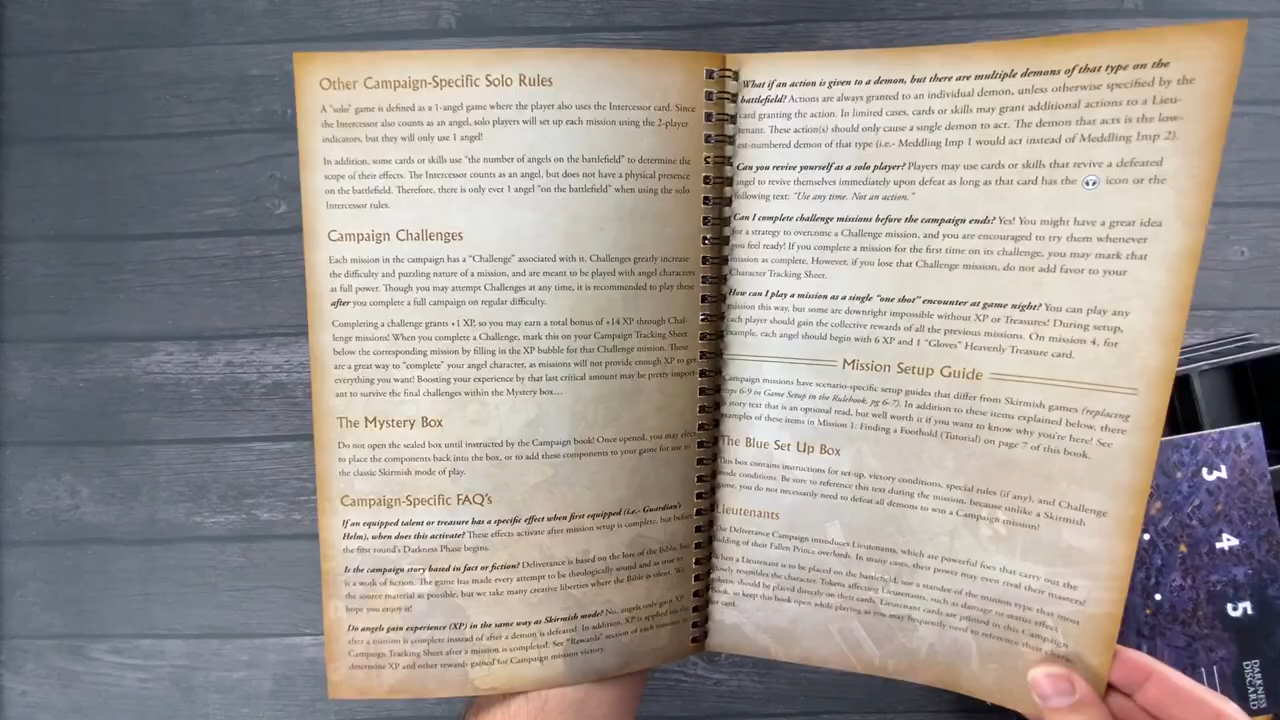 Other Campaign-Specific Solo Rules
A "solo" game is defined as a 1-angel game where the player also uses the Intercessor card. Since
the Intercessor also counts as an angel, solo players will set up each mission using the 2-player
indicators, but they will only use 1 angel!
In addition, some cards or skills use "the number of angels on the battlefield" to determine the
scope of their effects. The Intercessor counts as an angel, but does not have a physical presence
on the battlefield. Therefore, there is only ever 1 angel "on the battlefield" when using the solo
Intercessor rules.
Campaign Challenges
Each mission in the campaign has a "Challenge" associated with it. Challenges greatly increase
the difficulty and puzzling nature of a mission, and are meant to be played with angel characters
at full power. Though you may attempt Challenges at any time, it is recommended to play these
after you complete a full campaign on regular difficulty.
Completing a challenge grants +1 XP, so you may earn a total bonus of +14 XP through Chal-
lenge missions! When you complete a Challenge, mark this on your Campaign Tracking Sheet
below the corresponding mission by filling in the XP bubble for that Challenge mission. These
are a great way to "complete" your angel character, as missions will not provide enough XP to get
everything you want! Boosting your experience by that last critical amount may be pretty import-
ant to survive the final challenges within the Mystery box...
The Mystery Box
Do not open the sealed box until instructed by the Campaign book! Once opened, you may elect
to place the components back into the box, or to add these components to your game for use in
the classic Skirmish mode of play.
Campaign-Specific FAQ's
If an equipped talent or treasure has a specific effect when first equipped (i.e.- Guardian's
Helm), when does this activate? These effects activate after mission setup is complete, but before
the first round's Darkness Phase begins.
Is the campaign story based in fact or fiction? Deliverance is based on the lore of the Bible, but
is a work of fiction. The game has made every attempt to be theologically sound and as true to
the source material as possible, but we take many creative liberties where the Bible is silent. We
hope you enjoy it!
Do angels gain experience (XP) in the same way as Skirmish mode? No, angels only gain XP
after a mission is complete instead of after a demon is defeated. In addition, XP is applied on the
Campaign Tracking Sheet after a mission is completed. See "Rewards" section of each mission to
determine XP and other rewards gained for Campaign mission victory.
What if an action is given to a demon, but there are multiple demons of that type on the
battlefield? Actions are always granted to an individual demon, unless otherwise specified by the
card granting the action. In limited cases, cards or skills may grant additional actions to a Lieu-
tenant. These action(s) should only cause a single demon to act. The demon that acts is the low-
est-numbered demon of that type (i.e.- Meddling Imp 1 would act instead of Meddling Imp 2).
Can you revive yourself as a solo player? Players may use cards or skills that revive a defeated
angel to revive themselves immediately upon defeat as long as that card has the icon or the
following text: "Use any time. Not an action."
Can I complete challenge missions before the campaign ends? Yes! You might have a great idea
for a strategy to overcome a Challenge mission, and you are encouraged to try them whenever
you feel ready! If you complete a mission for the first time on its challenge, you may mark that
mission as complete. However, if you lose that Challenge mission, do not add favor to your
Character Tracking Sheet.
How can I play a mission as a single "one shot" encounter at game night? You can play any
mission this way, but some are downright impossible without XP or Treasures! During setup,
each player should gain the collective rewards of all the previous missions. On mission 4, for
example, each angel should begin with 6 XP and 1 "Gloves" Heavenly Treasure card.
Mission Setup Guide
Campaign missions have scenario-specific setup guides that differ from Skirmish games (replacing
steps 6-9 in Game Setup in the Rulebook, pg 6-7). In addition to these items explained below, there
is story text that is an optional read, but well worth it if you want to know why you're here! See
examples of these items in Mission 1: Finding a Foothold (Tutorial) on page 7 of this book.
The Blue Set Up Box
This box contains instructions for set-up, victory conditions, special rules (if any), and Challenge
mode conditions. Be sure to reference this text during the mission, because unlike a Skirmish
game, you do not necessarily need to defeat all demons to win a Campaign mission!
Lieutenants
The Deliverance Campaign introduces Lieutenants, which are powerful foes that carry out the
bidding of their Fallen Prince overlords. In many cases, their power may even rival their masters!
When a Lieutenant is to be placed on the battlefield, use a standee of the minion type that most
closely resembles the character. Tokens affecting Lieutenants, such as damage or status effect
tokens, should be placed directly on their cards. Lieutenant cards are printed in this Campaign
Book, so keep this book open while playing as you may frequently need to reference their char-
card.
3
4
5
DARKNESS
DISCARD